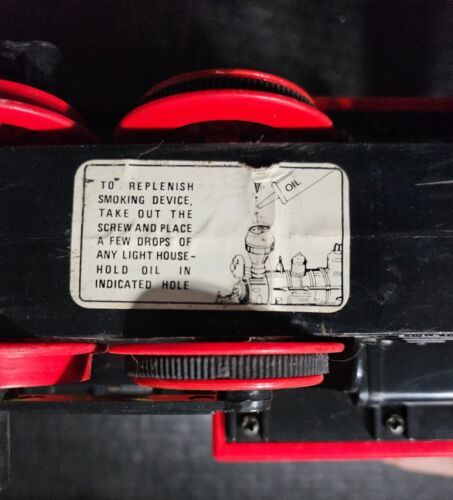 TO REPLENISH
SMOKING DEVICE,
TAKE OUT THE
SCREW AND PLACE
A FEW DROPS OF
ANY LIGHT HOUSE-
HOLD OIL IN
INDICATED HOLE
OIL